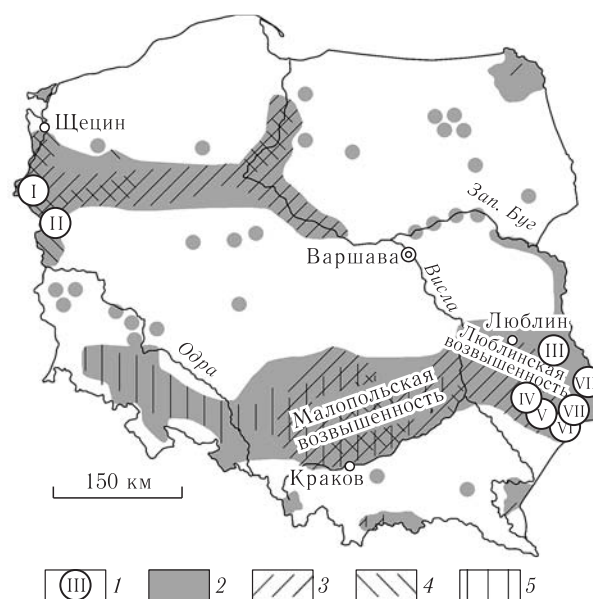 Щецин
I
II
Зап. Буг
Варшава
Висла
Люблин
Люблинская
возвышенность
III
Одра
VII
Малопольская
возвышенность
IV
V
VII
VI
Краков
150 км
III 1 2 3 4 5